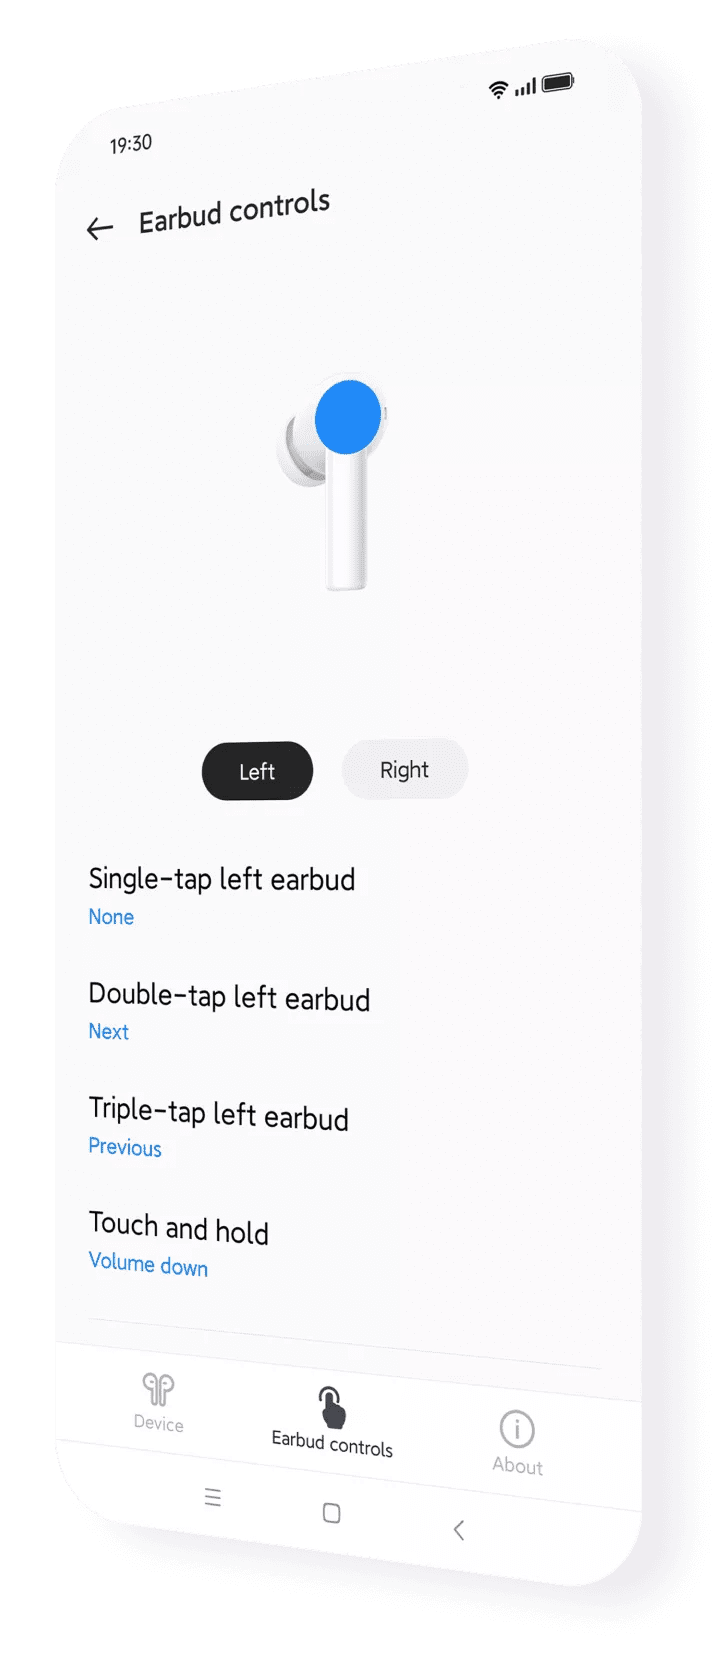 19:30
Earbud controls
Left
Right
Single-tap left earbud
None
Double-tap left earbud
Next
Triple-tap left earbud
Previous
Touch and hold
Volume down
Device
Earbud controls
About